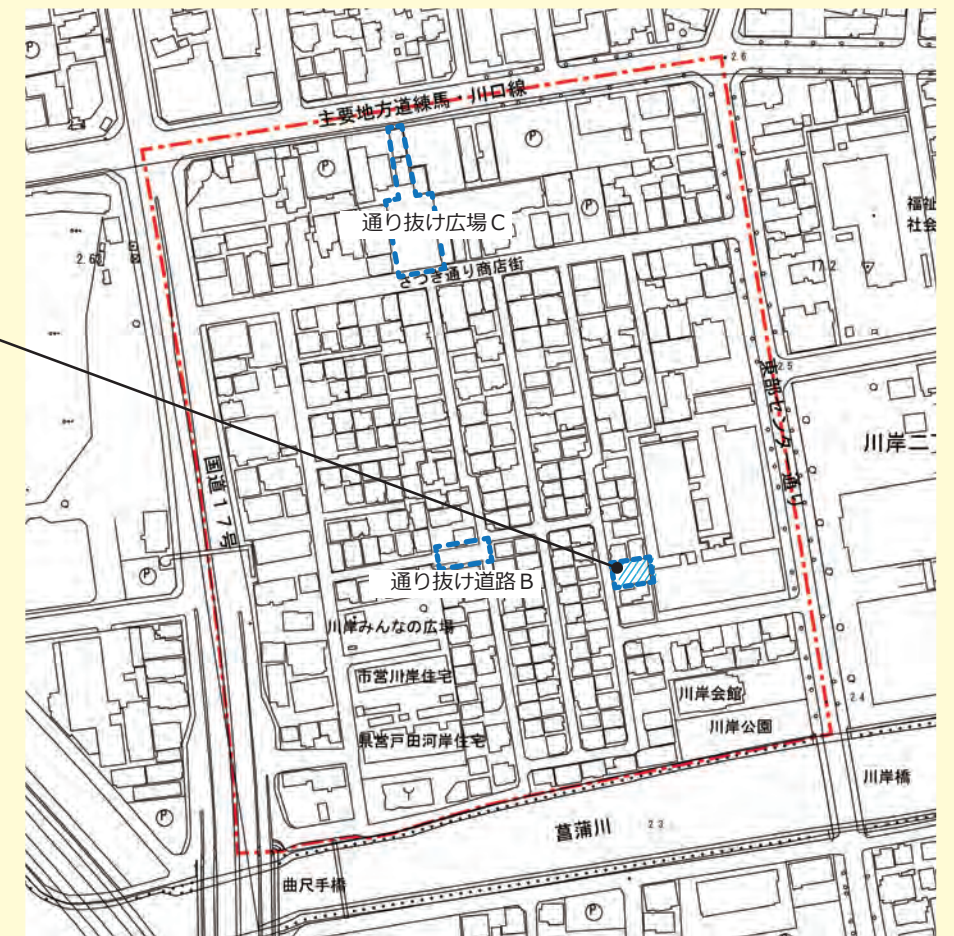 主要地方道練馬・川口線
2.6
P
P
P
P
通り抜け広場C
さつき通り商店街
福祉
社会
17.2
2.5
東部センター通り
川岸二
国道17号
P
通り抜け道路B
川岸みんなの広場
市営川岸住宅
県営戸田河岸住宅
川岸会館
川岸公園
2.4
川岸橋
菖蒲川
曲尺手橋
P
P